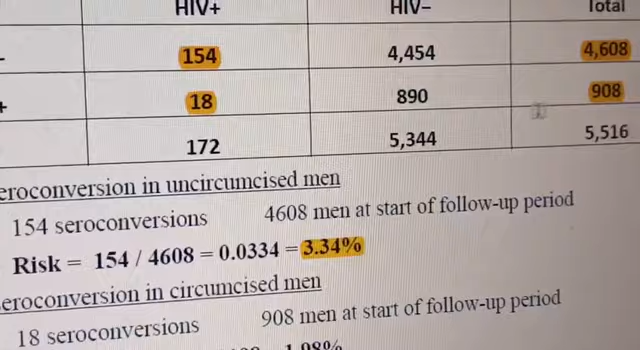 HIV+ HIV– Total
– 154 4,454 4,608
+ 18 890 908
172 5,344 5,516
eroconversion in uncircumcised men
154 seroconversions 4608 men at start of follow-up period
Risk = 154 / 4608 = 0.0334 = 3.34%
eroconversion in circumcised men
18 seroconversions 908 men at start of follow-up period
1.98%